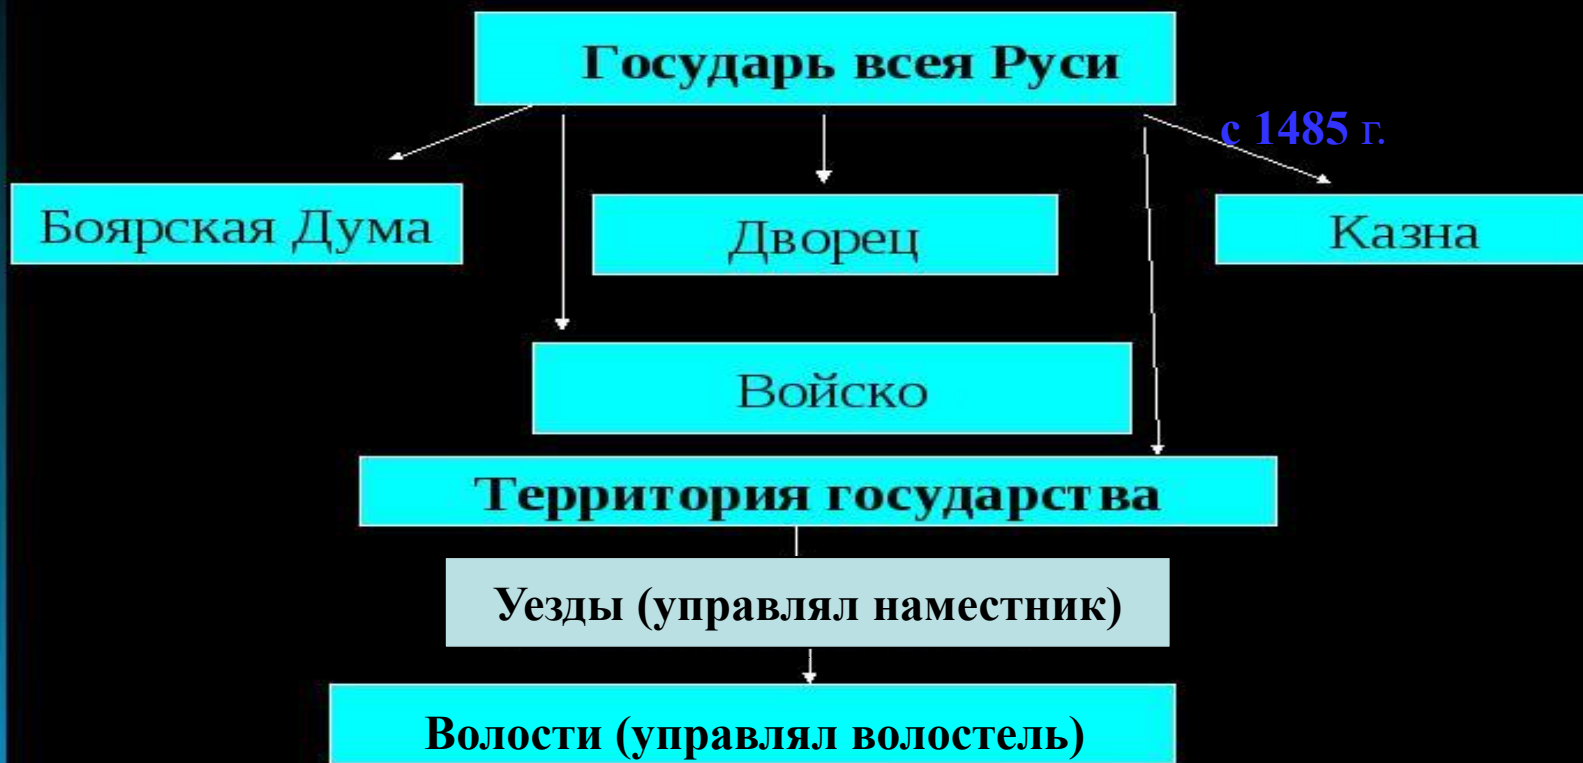 Государь всея Руси
с 1485 г.
Боярская Дума
Дворец
Казна
Войско
Территория государства
Уезды (управлял наместник)
Волости (управлял волостель)